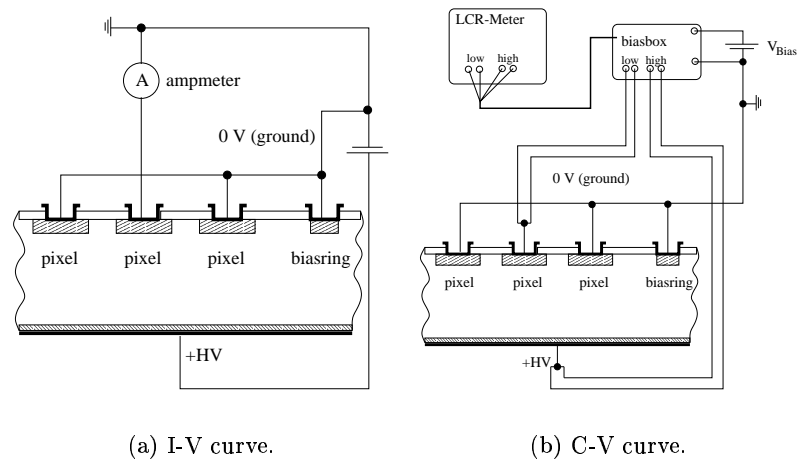 A ampmeter
0 V (ground)
pixel pixel pixel biasring
+HV
(a) I-V curve.
LCR-Meter
low high
biasbox
low high
V_Bias
0 V (ground)
pixel pixel pixel biasring
+HV
(b) C-V curve.